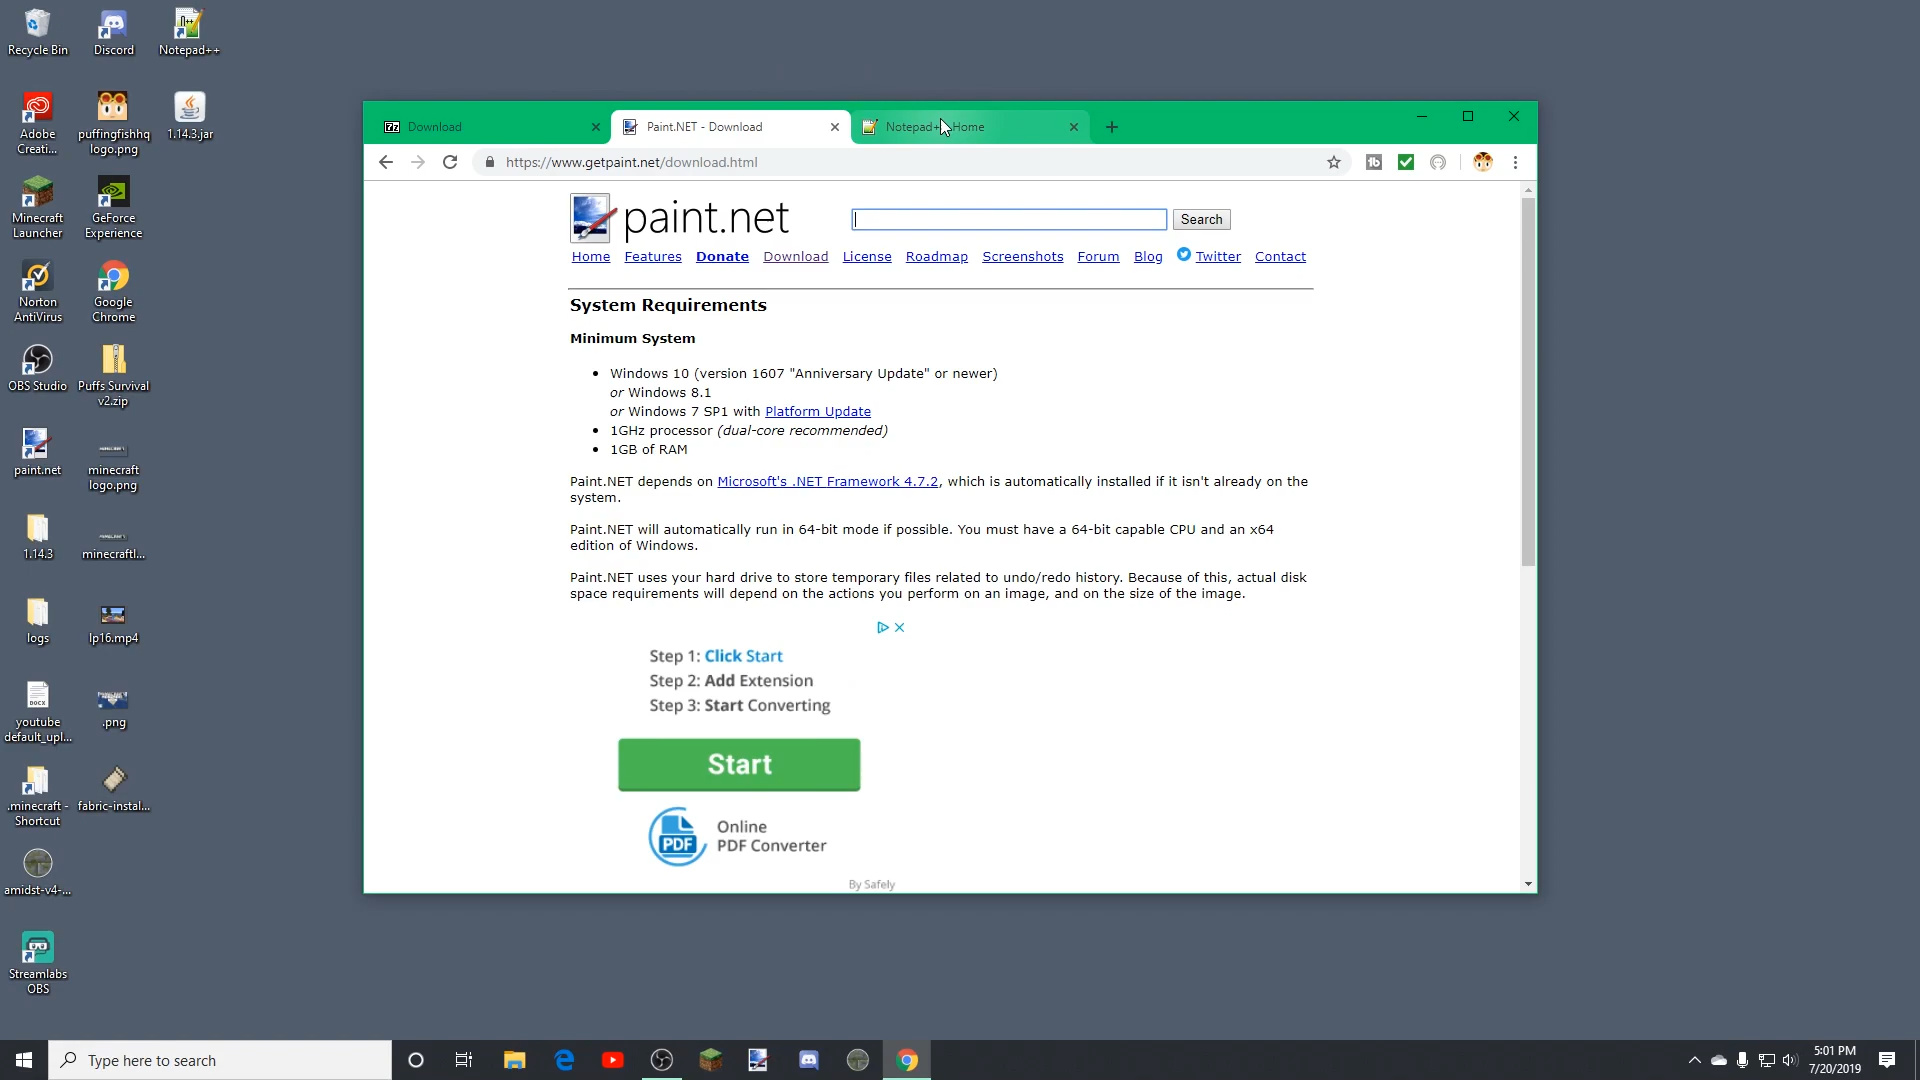 Recycle Bin
Discord
Notepad++
Adobe
Creati...
puffingfishhq
logo.png
1.14.3.jar
Minecraft
Launcher
GeForce
Experience
Norton
AntiVirus
Google
Chrome
OBS Studio
Puffs Survival
v2.zip
paint.net
minecraft
logo.png
1.14.3
minecraftl...
logs
lp16.mp4
DOCX
youtube
default_upl...
.png
.minecraft -
Shortcut
fabric-instal...
amidst-v4-...
Streamlabs
OBS
7z Download
Paint.NET - Download
Notepad+ Home
https://www.getpaint.net/download.html
paint.net
Search
Home Features Donate Download License Roadmap Screenshots Forum Blog Twitter Contact
System Requirements
Minimum System
Windows 10 (version 1607 "Anniversary Update" or newer)
or Windows 8.1
or Windows 7 SP1 with Platform Update
1GHz processor (dual-core recommended)
1GB of RAM
Paint.NET depends on Microsoft's .NET Framework 4.7.2, which is automatically installed if it isn't already on the
system.
Paint.NET will automatically run in 64-bit mode if possible. You must have a 64-bit capable CPU and an x64
edition of Windows.
Paint.NET uses your hard drive to store temporary files related to undo/redo history. Because of this, actual disk
space requirements will depend on the actions you perform on an image, and on the size of the image.
Step 1: Click Start
Step 2: Add Extension
Step 3: Start Converting
Start
PDF
Online
PDF Converter
By Safely
Type here to search
5:01 PM
7/20/2019